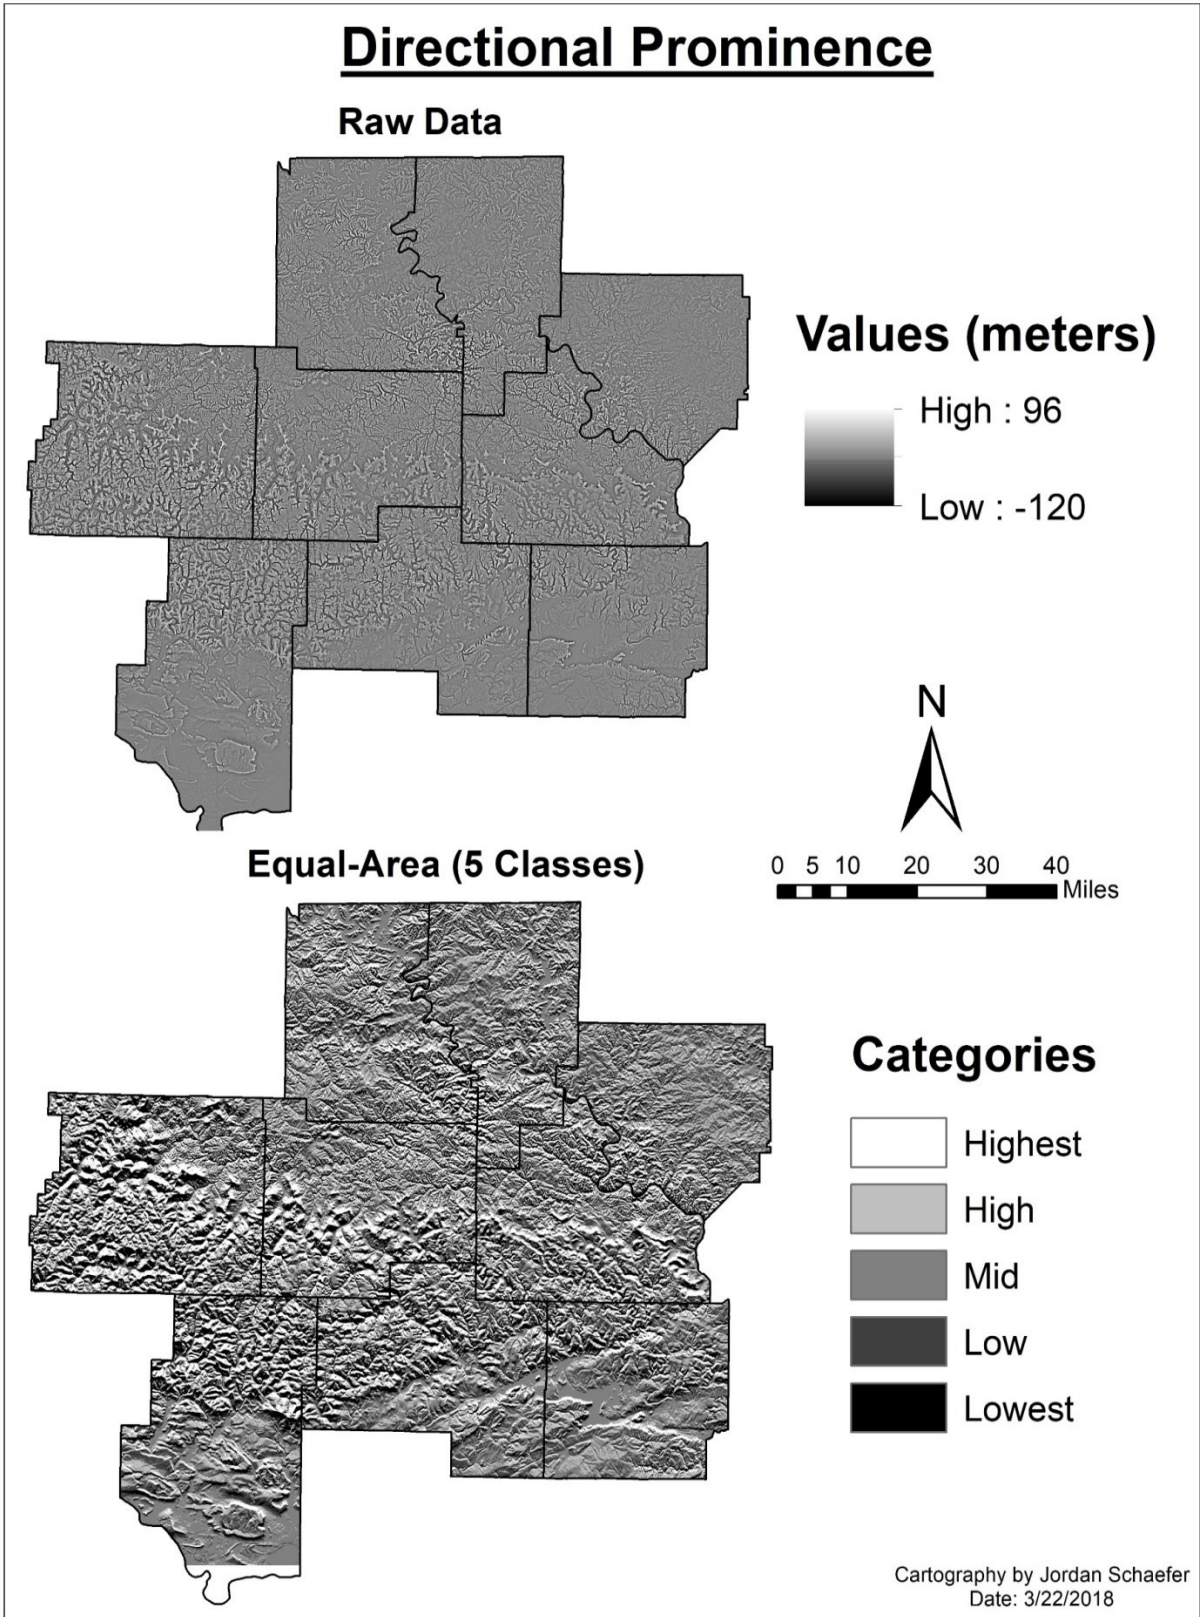 Directional Prominence
Raw Data
Values (meters)
High : 96
Low : -120
N
0 5 10 20 30 40
Miles
Equal-Area (5 Classes)
Categories
Highest
High
Mid
Low
Lowest
Cartography by Jordan Schaefer
Date: 3/22/2018